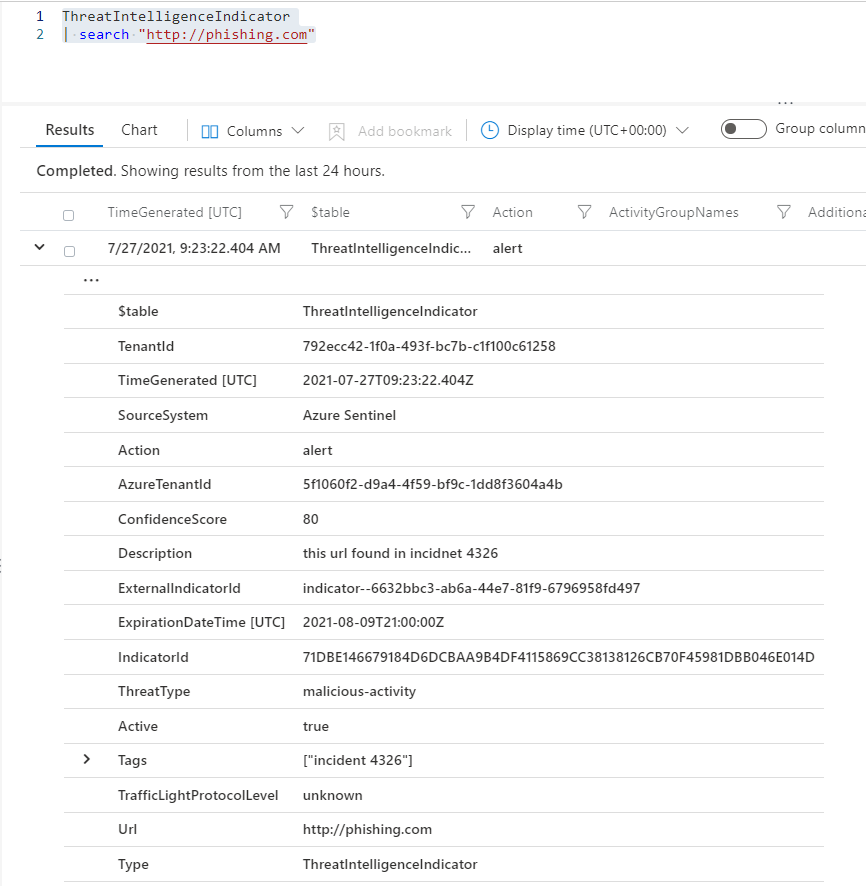 1 ThreatIntelligenceIndicator
2 | search "http://phishing.com"
...
Results Chart Columns Add bookmark Display time (UTC+00:00) Group column
Completed. Showing results from the last 24 hours.
TimeGenerated [UTC] $table Action ActivityGroupNames Additiona
7/27/2021, 9:23:22.404 AM ThreatIntelligenceIndic... alert
...
$table ThreatIntelligenceIndicator
TenantId 792ecc42-1f0a-493f-bc7b-c1f100c61258
TimeGenerated [UTC] 2021-07-27T09:23:22.404Z
SourceSystem Azure Sentinel
Action alert
AzureTenantId 5f1060f2-d9a4-4f59-bf9c-1dd8f3604a4b
ConfidenceScore 80
Description this url found in incidnet 4326
ExternalIndicatorId indicator--6632bbc3-ab6a-44e7-81f9-6796958fd497
ExpirationDateTime [UTC] 2021-08-09T21:00:00Z
IndicatorId 71DBE146679184D6DCBAA9B4DF4115869CC38138126CB70F45981DBB046E014D
ThreatType malicious-activity
Active true
Tags ["incident 4326"]
TrafficLightProtocolLevel unknown
Url http://phishing.com
Type ThreatIntelligenceIndicator